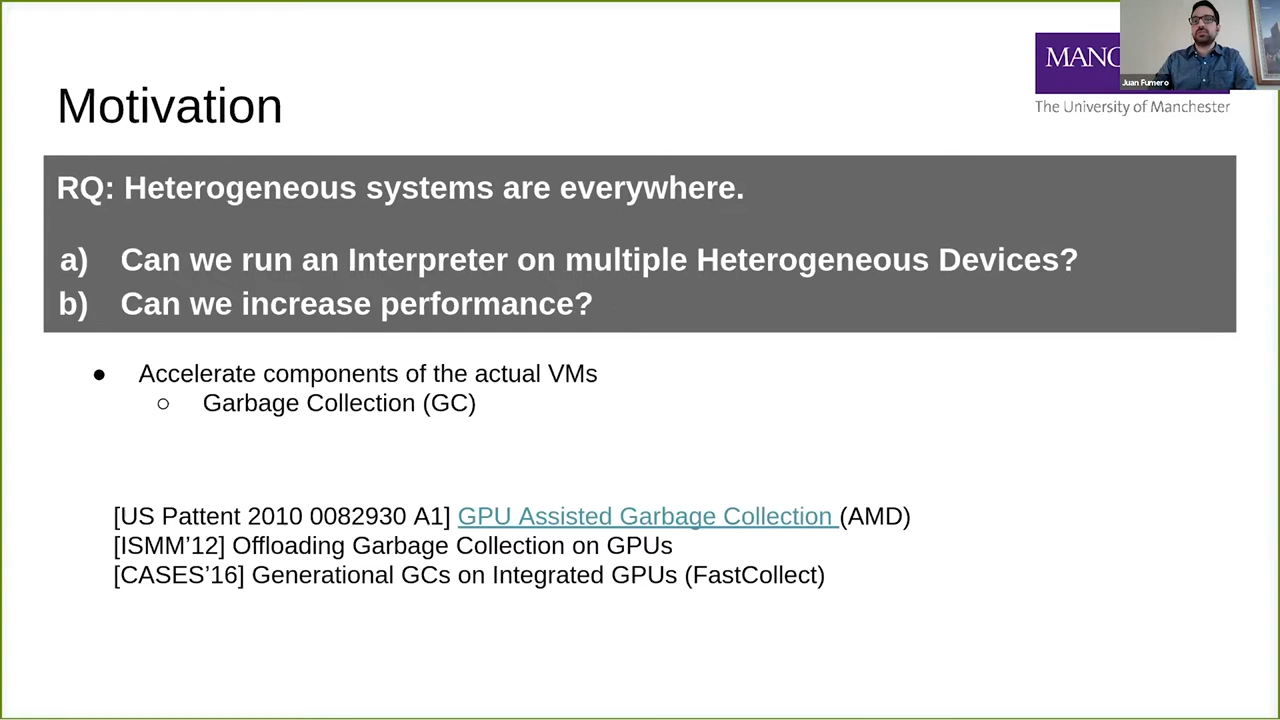 MANC
Juan Fumero
The University of Manchester
Motivation
RQ: Heterogeneous systems are everywhere.
a) Can we run an Interpreter on multiple Heterogeneous Devices?
b) Can we increase performance?
● Accelerate components of the actual VMs
○ Garbage Collection (GC)
[US Pattent 2010 0082930 A1] GPU Assisted Garbage Collection (AMD)
[ISMM’12] Offloading Garbage Collection on GPUs
[CASES’16] Generational GCs on Integrated GPUs (FastCollect)